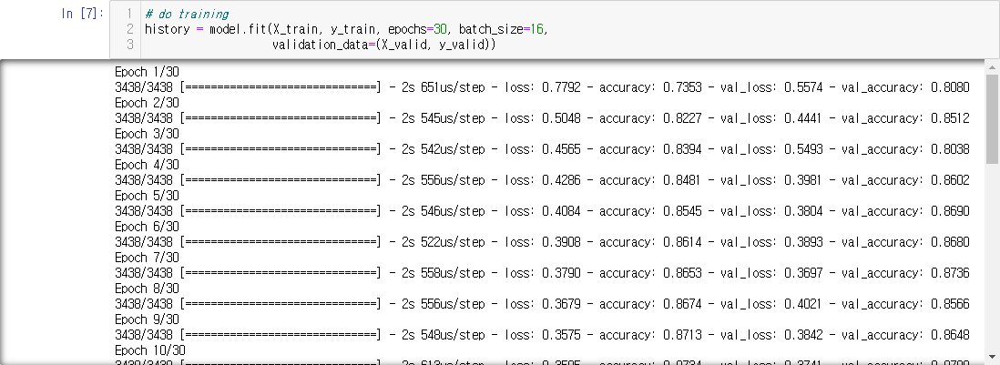 In [7]:
1 # do training
2 history = model.fit(X_train, y_train, epochs=30, batch_size=16,
3 validation_data=(X_valid, y_valid))
Epoch 1/30
3438/3438 [==============================] - 2s 651us/step - loss: 0.7792 - accuracy: 0.7353 - val_loss: 0.5574 - val_accuracy: 0.8080
Epoch 2/30
3438/3438 [==============================] - 2s 545us/step - loss: 0.5048 - accuracy: 0.8227 - val_loss: 0.4441 - val_accuracy: 0.8512
Epoch 3/30
3438/3438 [==============================] - 2s 542us/step - loss: 0.4565 - accuracy: 0.8394 - val_loss: 0.5493 - val_accuracy: 0.8038
Epoch 4/30
3438/3438 [==============================] - 2s 556us/step - loss: 0.4286 - accuracy: 0.8481 - val_loss: 0.3981 - val_accuracy: 0.8602
Epoch 5/30
3438/3438 [==============================] - 2s 546us/step - loss: 0.4084 - accuracy: 0.8545 - val_loss: 0.3804 - val_accuracy: 0.8690
Epoch 6/30
3438/3438 [==============================] - 2s 522us/step - loss: 0.3908 - accuracy: 0.8614 - val_loss: 0.3893 - val_accuracy: 0.8680
Epoch 7/30
3438/3438 [==============================] - 2s 558us/step - loss: 0.3790 - accuracy: 0.8653 - val_loss: 0.3697 - val_accuracy: 0.8736
Epoch 8/30
3438/3438 [==============================] - 2s 556us/step - loss: 0.3679 - accuracy: 0.8674 - val_loss: 0.4021 - val_accuracy: 0.8566
Epoch 9/30
3438/3438 [==============================] - 2s 548us/step - loss: 0.3575 - accuracy: 0.8713 - val_loss: 0.3842 - val_accuracy: 0.8648
Epoch 10/30